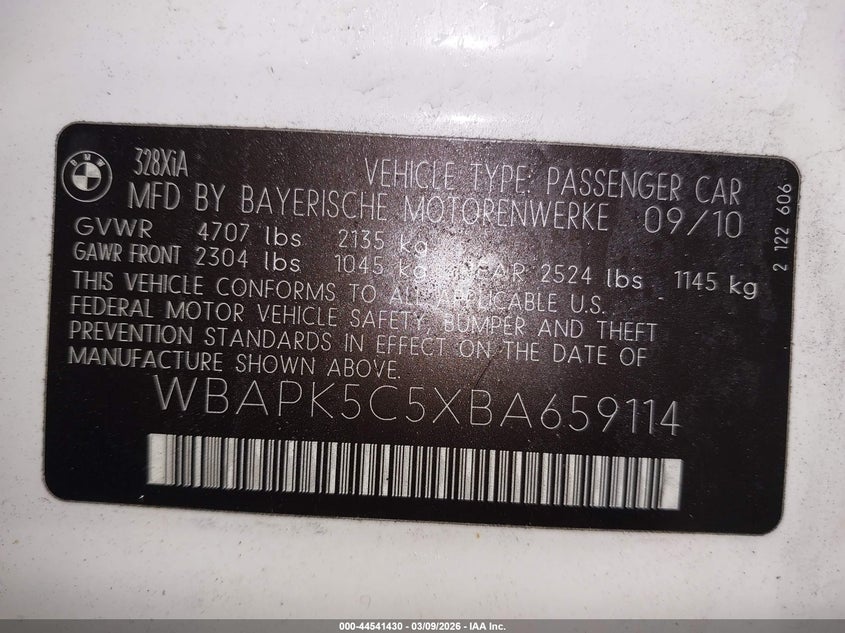 BMW
328XiA
VEHICLE TYPE: PASSENGER CAR
MFD BY BAYERISCHE MOTORENWERKE 09/10
GVWR 4707 lbs 2135 kg
GAWR FRONT 2304 lbs 1045 kg AR 2524 lbs 1145 kg
THIS VEHICLE CONFORMS TO ALL APPLICABLE U.S.
FEDERAL MOTOR VEHICLE SAFETY, BUMPER AND THEFT
PREVENTION STANDARDS IN EFFECT ON THE DATE OF
MANUFACTURE SHOWN ABOVE.
WBAPK5C5XBA659114
2 122 606
000-44541430 - 03/09/2026 - IAA Inc.